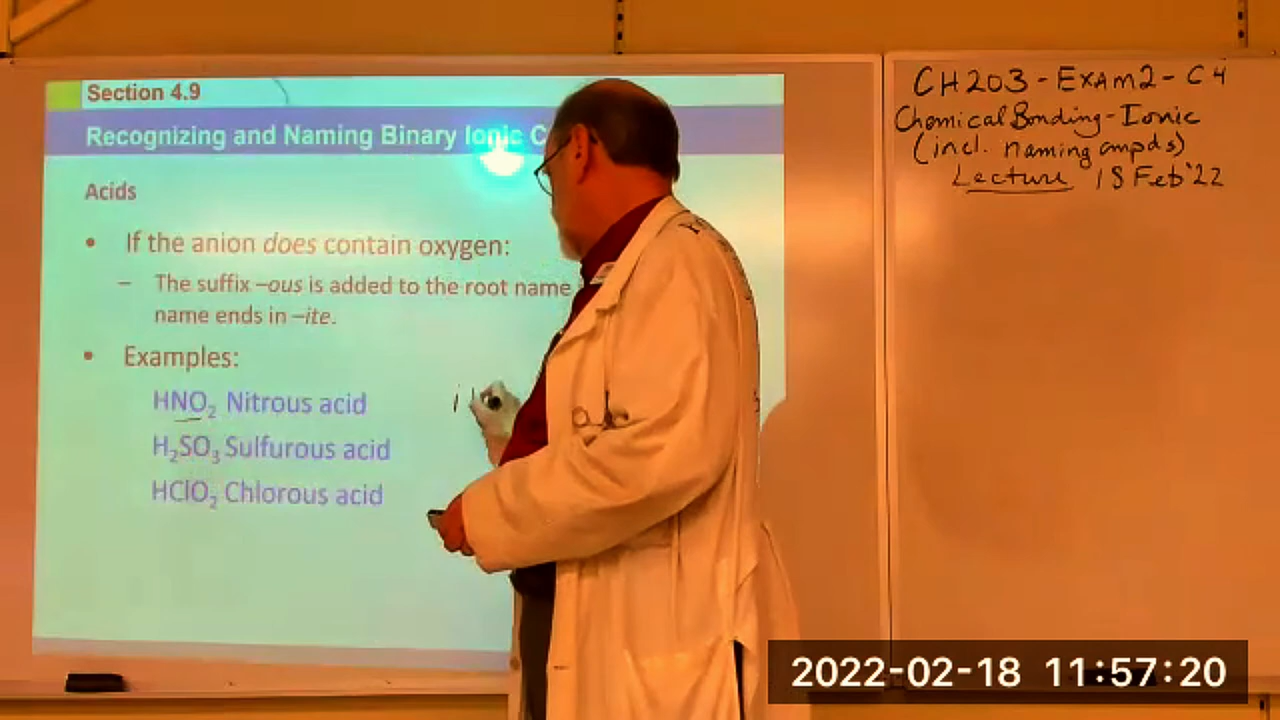 Section 4.9
Recognizing and Naming Binary Ionic C
Acids
• If the anion does contain oxygen:
– The suffix –ous is added to the root name
name ends in –ite.
• Examples:
HNO₂ Nitrous acid
H₂SO₃ Sulfurous acid
HClO₂ Chlorous acid
CH203 - Exam2 - C4
Chemical Bonding - Ionic
(incl. naming cmpds)
Lecture 18 Feb '22
2022-02-18 11:57:20